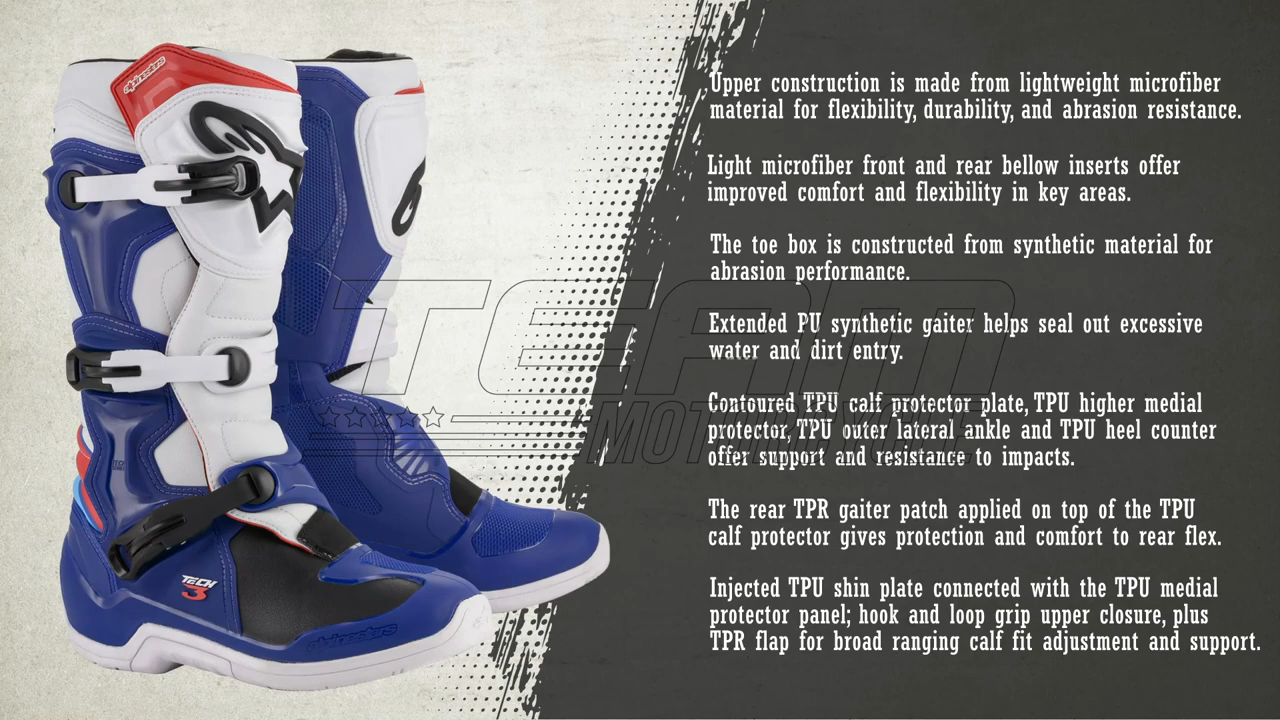 alpinestars
TECH
3
alpinestars
Upper construction is made from lightweight microfiber
material for flexibility, durability, and abrasion resistance.
Light microfiber front and rear bellow inserts offer
improved comfort and flexibility in key areas.
The toe box is constructed from synthetic material for
abrasion performance.
Extended PU synthetic gaiter helps seal out excessive
water and dirt entry.
Contoured TPU calf protector plate, TPU higher medial
protector, TPU outer lateral ankle and TPU heel counter
offer support and resistance to impacts.
The rear TPR gaiter patch applied on top of the TPU
calf protector gives protection and comfort to rear flex.
Injected TPU shin plate connected with the TPU medial
protector panel; hook and loop grip upper closure, plus
TPR flap for broad ranging calf fit adjustment and support.
TEAM
MOTORCYCLE